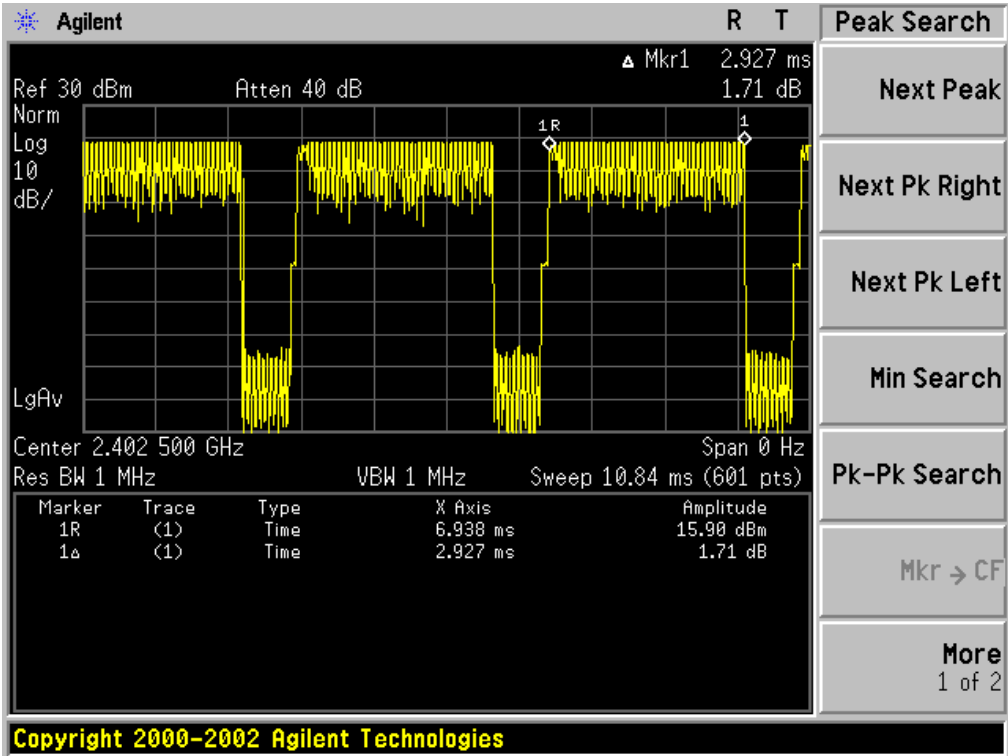 Agilent R T Peak Search
Δ Mkr1 2.927 ms
Ref 30 dBm Atten 40 dB 1.71 dB
Norm
Log
10
dB/
1R 1
LgAv
Center 2.402 500 GHz Span 0 Hz
Res BW 1 MHz VBW 1 MHz Sweep 10.84 ms (601 pts)
Marker Trace Type X Axis Amplitude
1R (1) Time 6.938 ms 15.90 dBm
1Δ (1) Time 2.927 ms 1.71 dB
Next Peak
Next Pk Right
Next Pk Left
Min Search
Pk-Pk Search
Mkr → CF
More
1 of 2
Copyright 2000-2002 Agilent Technologies